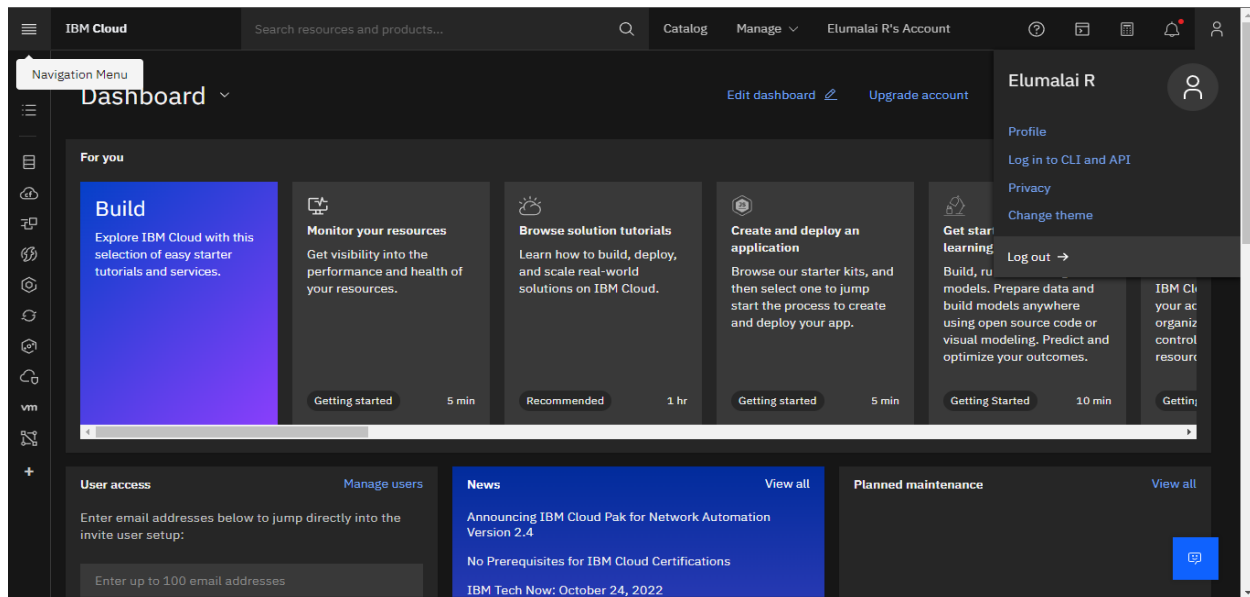 IBM Cloud
Search resources and products...
Catalog
Manage
Elumalai R's Account
Navigation Menu
Dashboard
Edit dashboard
Upgrade account
Elumalai R
Profile
Log in to CLI and API
Privacy
Change theme
Log out →
For you
Build
Explore IBM Cloud with this
selection of easy starter
tutorials and services.
Monitor your resources
Get visibility into the
performance and health of
your resources.
Getting started
5 min
Browse solution tutorials
Learn how to build, deploy,
and scale real-world
solutions on IBM Cloud.
Recommended
1 hr
Create and deploy an
application
Browse our starter kits, and
then select one to jump
start the process to create
and deploy your app.
Getting started
5 min
Get star
learning
Build, ru
models. Prepare data and
build models anywhere
using open source code or
visual modeling. Predict and
optimize your outcomes.
Getting Started
10 min
IBM Cl
your ac
organiz
control
resourc
Getting
vm
User access
Manage users
Enter email addresses below to jump directly into the
invite user setup:
Enter up to 100 email addresses
News
View all
Announcing IBM Cloud Pak for Network Automation
Version 2.4
No Prerequisites for IBM Cloud Certifications
IBM Tech Now: October 24, 2022
Planned maintenance
View all